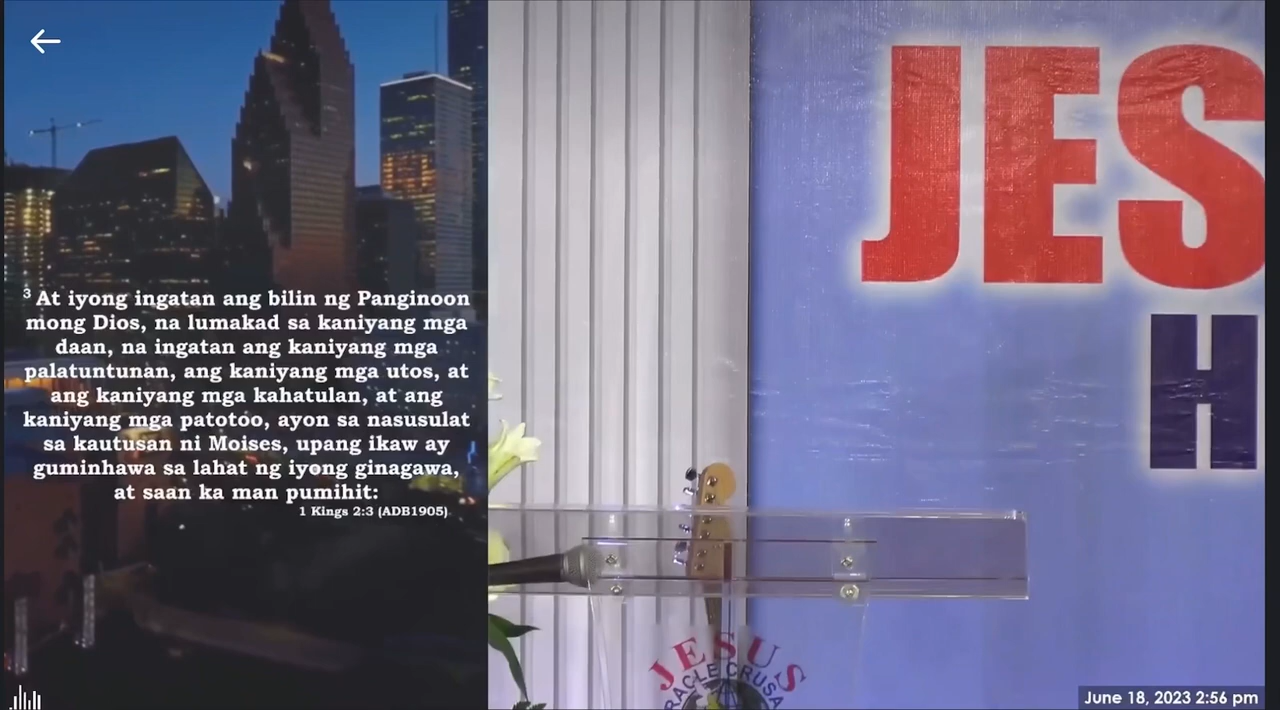 ³ At iyong ingatan ang bilin ng Panginoon
mong Dios, na lumakad sa kaniyang mga
daan, na ingatan ang kaniyang mga
palatuntunan, ang kaniyang mga utos, at
ang kaniyang mga kahatulan, at ang
kaniyang mga patotoo, ayon sa nasusulat
sa kautusan ni Moises, upang ikaw ay
guminhawa sa lahat ng iyong ginagawa,
at saan ka man pumihit:
1 Kings 2:3 (ADB1905)
JES
H
JESUS
RACLE CRUSA
June 18, 2023 2:56 pm